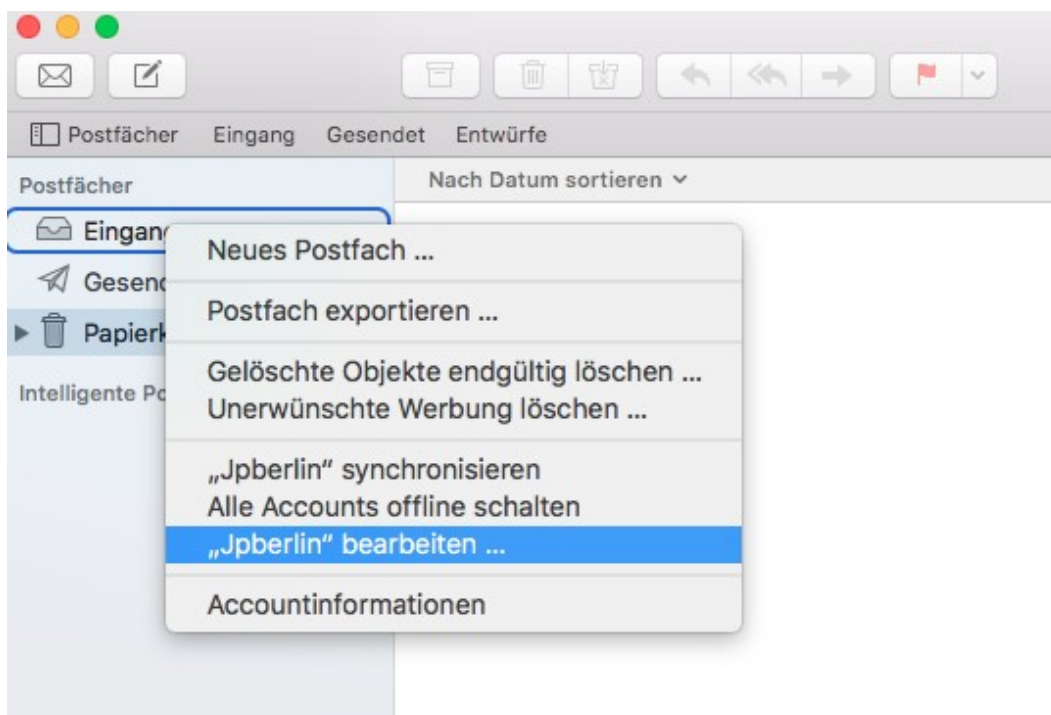 Postfächer Eingang Gesendet Entwürfe
Postfächer
Nach Datum sortieren
Neues Postfach ...
Postfach exportieren ...
Gelöschte Objekte endgültig löschen ...
Unerwünschte Werbung löschen ...
„Jpberlin“ synchronisieren
Alle Accounts offline schalten
„Jpberlin“ bearbeiten ...
Accountinformationen
Intelligente